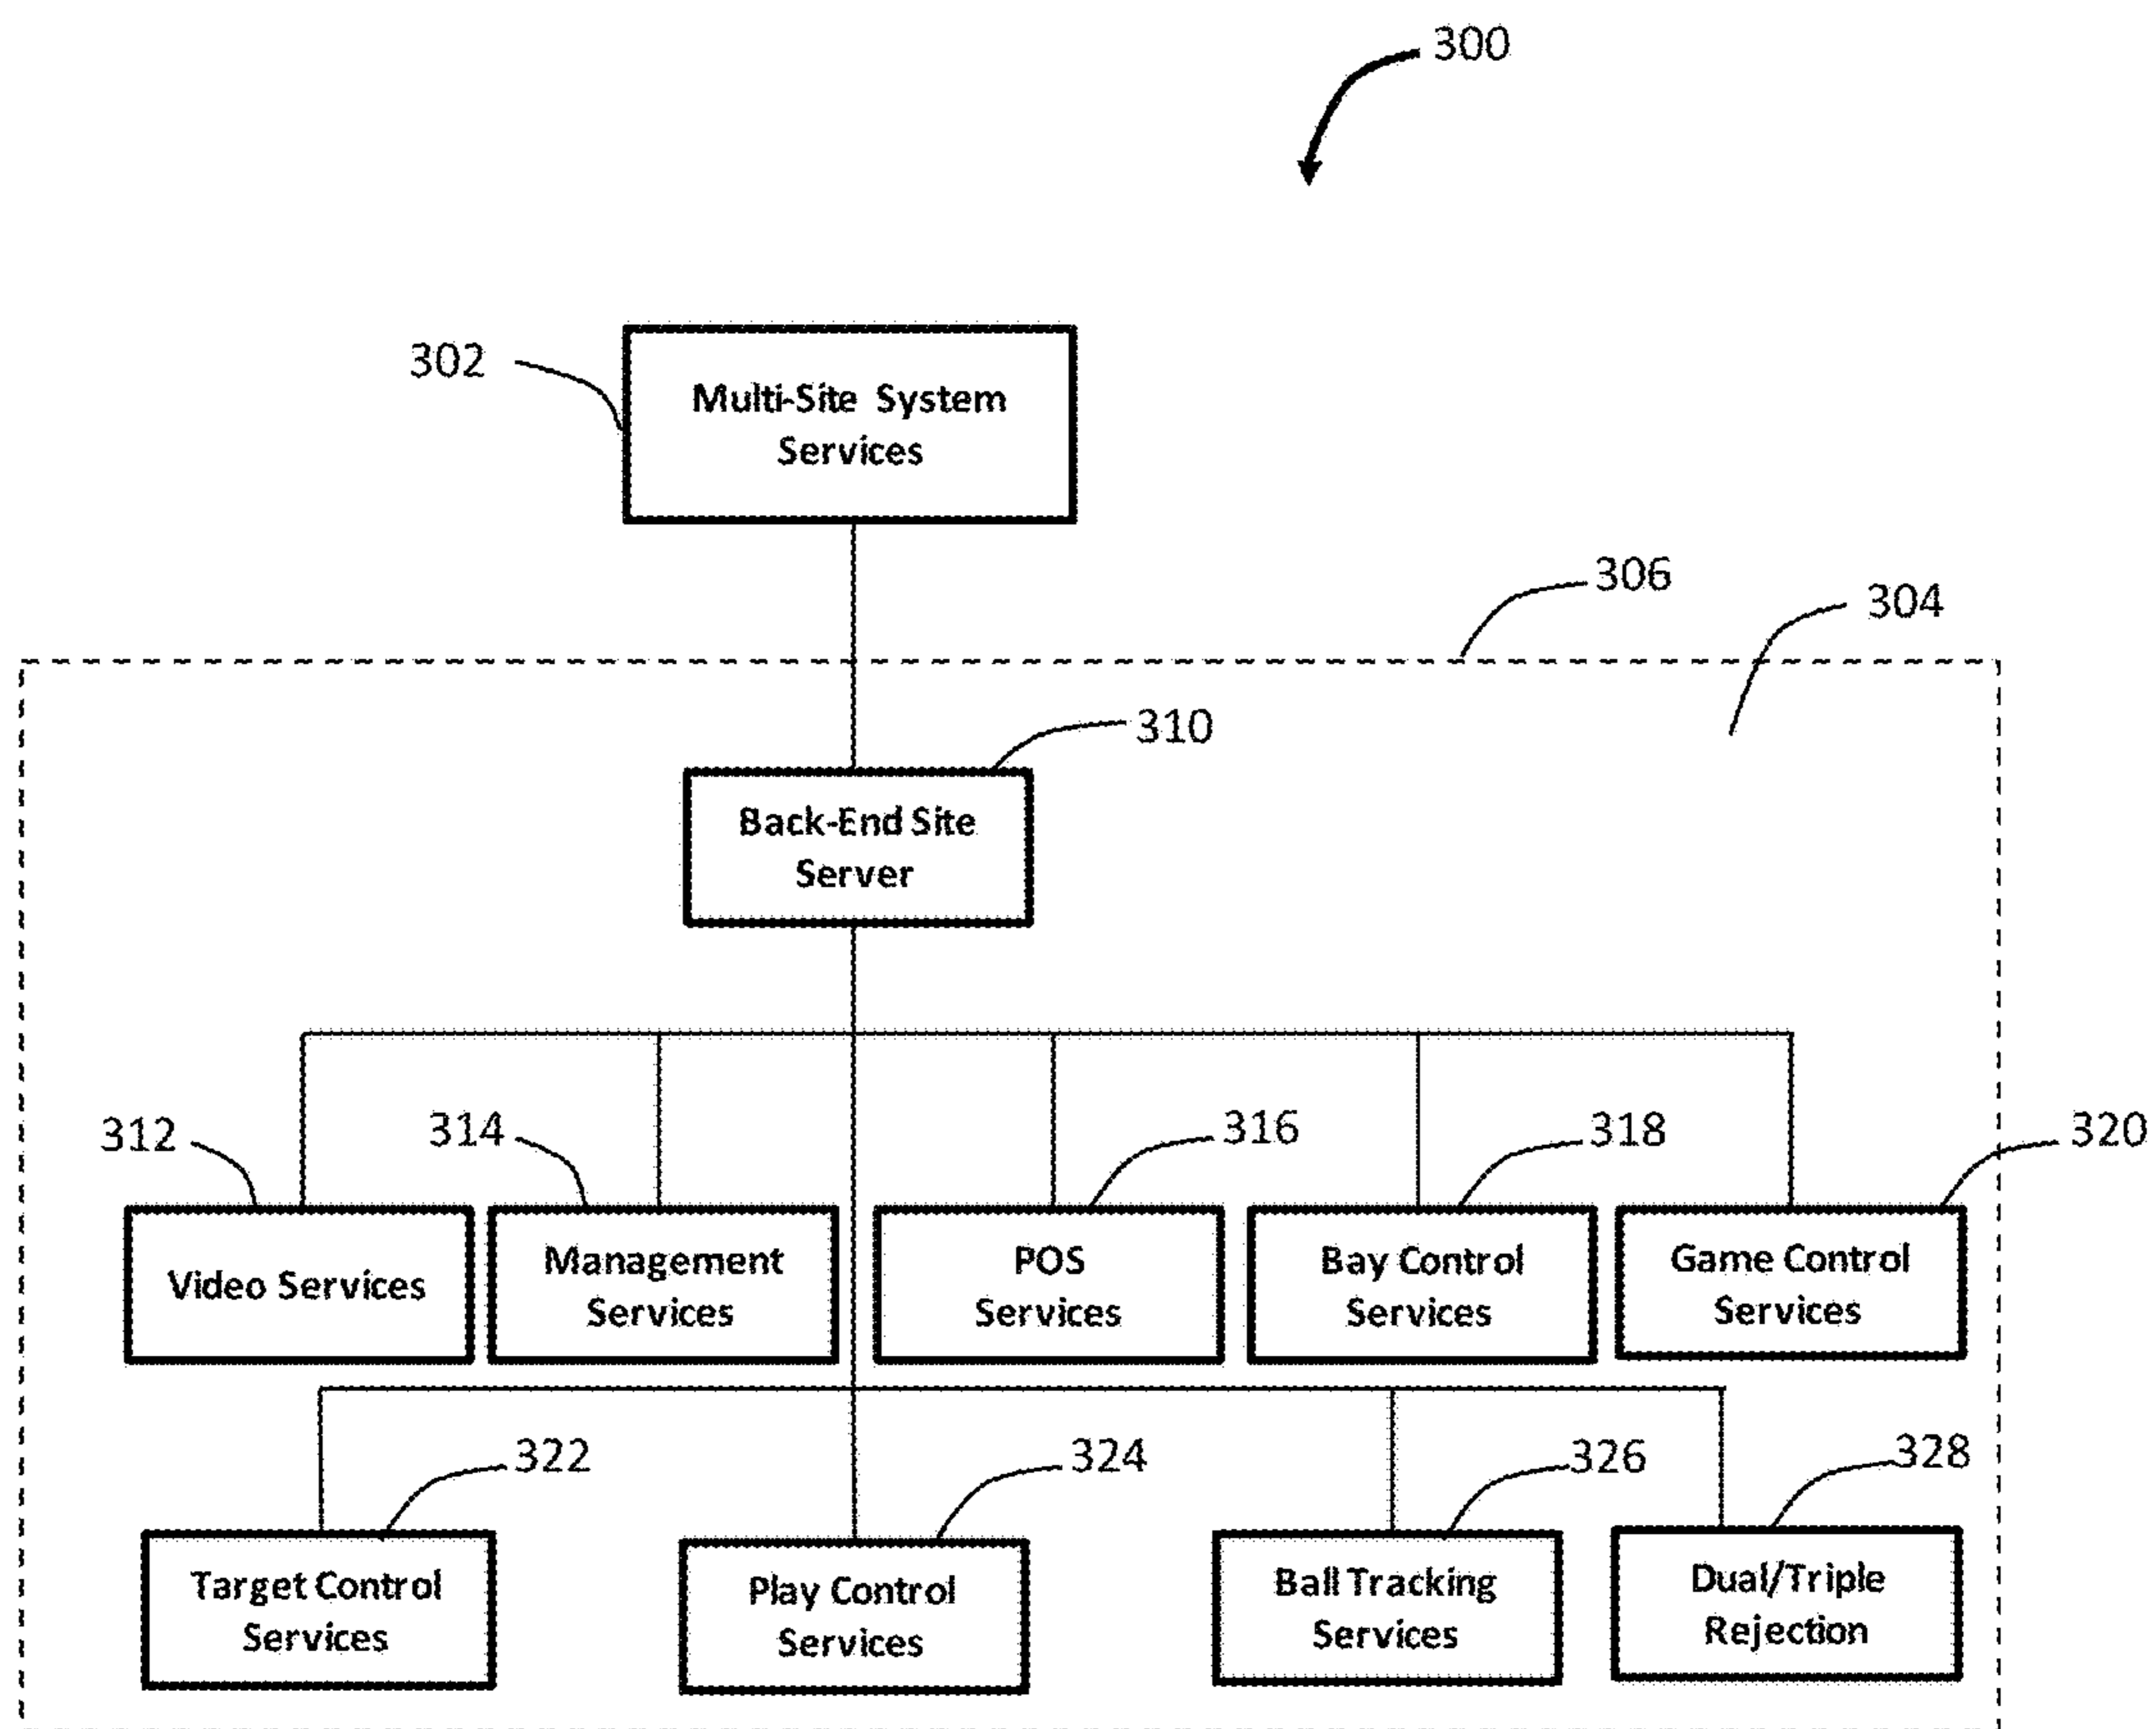 300
302
Multi-Site System
Services
306
304
310
Back-End Site
Server
312
314
316
318
320
Video Services
Management
Services
POS
Services
Bay Control
Services
Game Control
Services
322
324
326
328
Target Control
Services
Play Control
Services
Ball Tracking
Services
Dual/Triple
Rejection